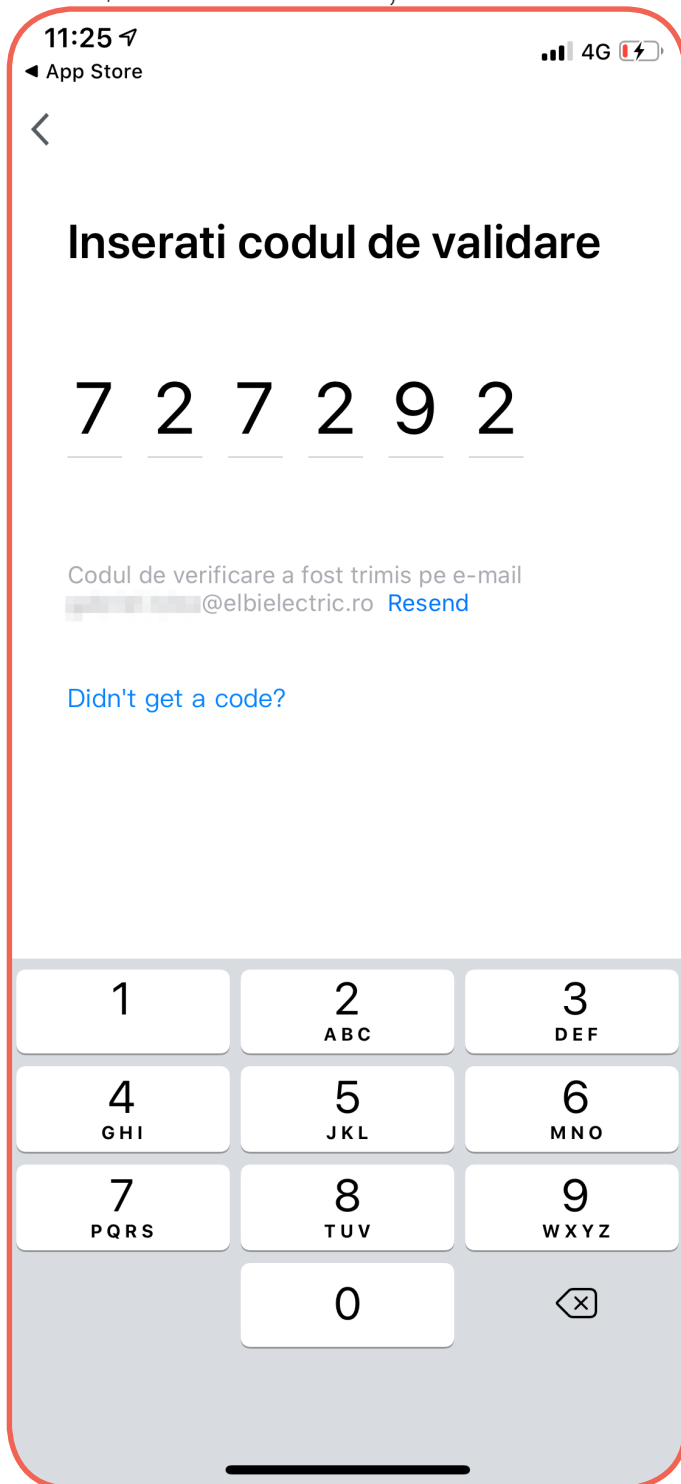 11:25
4G
◀ App Store
Inserati codul de validare
7 2 7 2 9 2
Codul de verificare a fost trimis pe e-mail
@elbielectric.ro Resend
Didn't get a code?
1 2 3
ABC DEF
4 5 6
GHI JKL MNO
7 8 9
PQRS TUV WXYZ
0